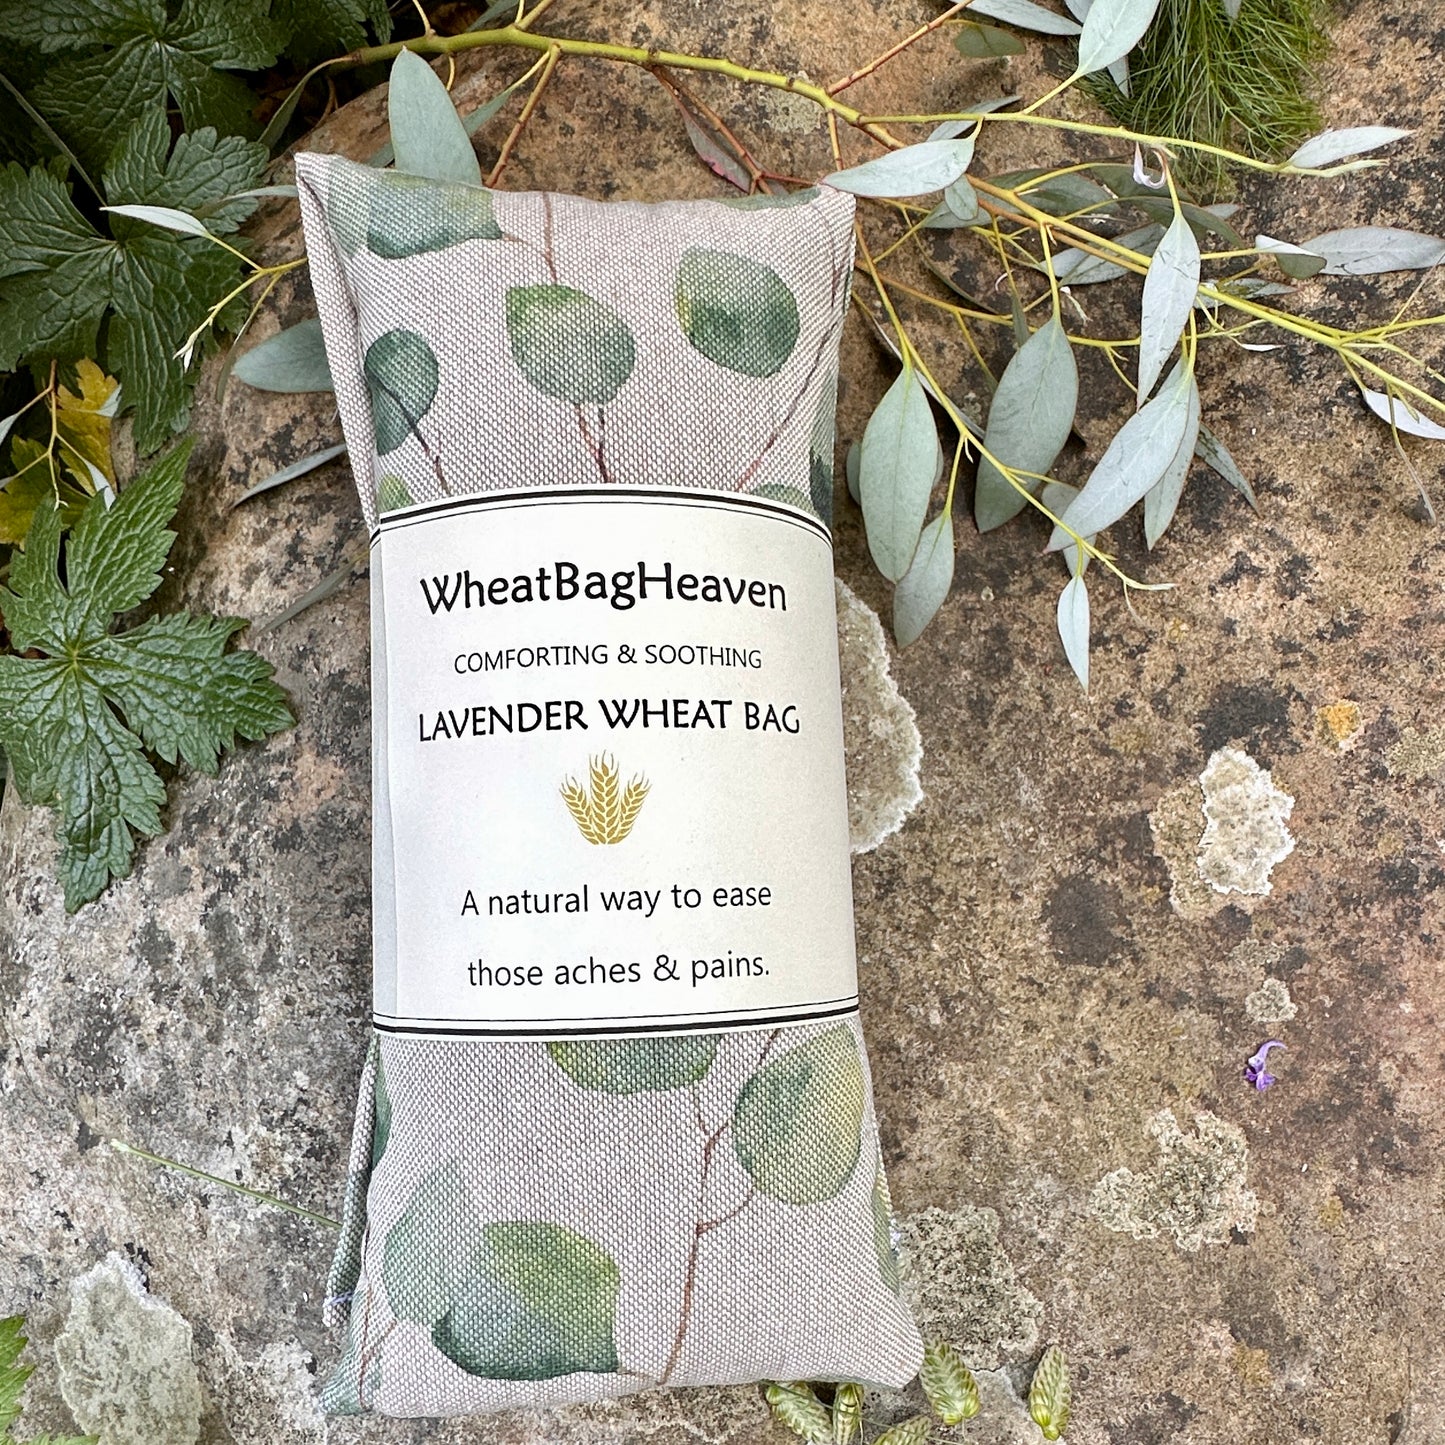 WheatBagHeaven
COMFORTING & SOOTHING
LAVENDER WHEAT BAG
A natural way to ease
those aches & pains.